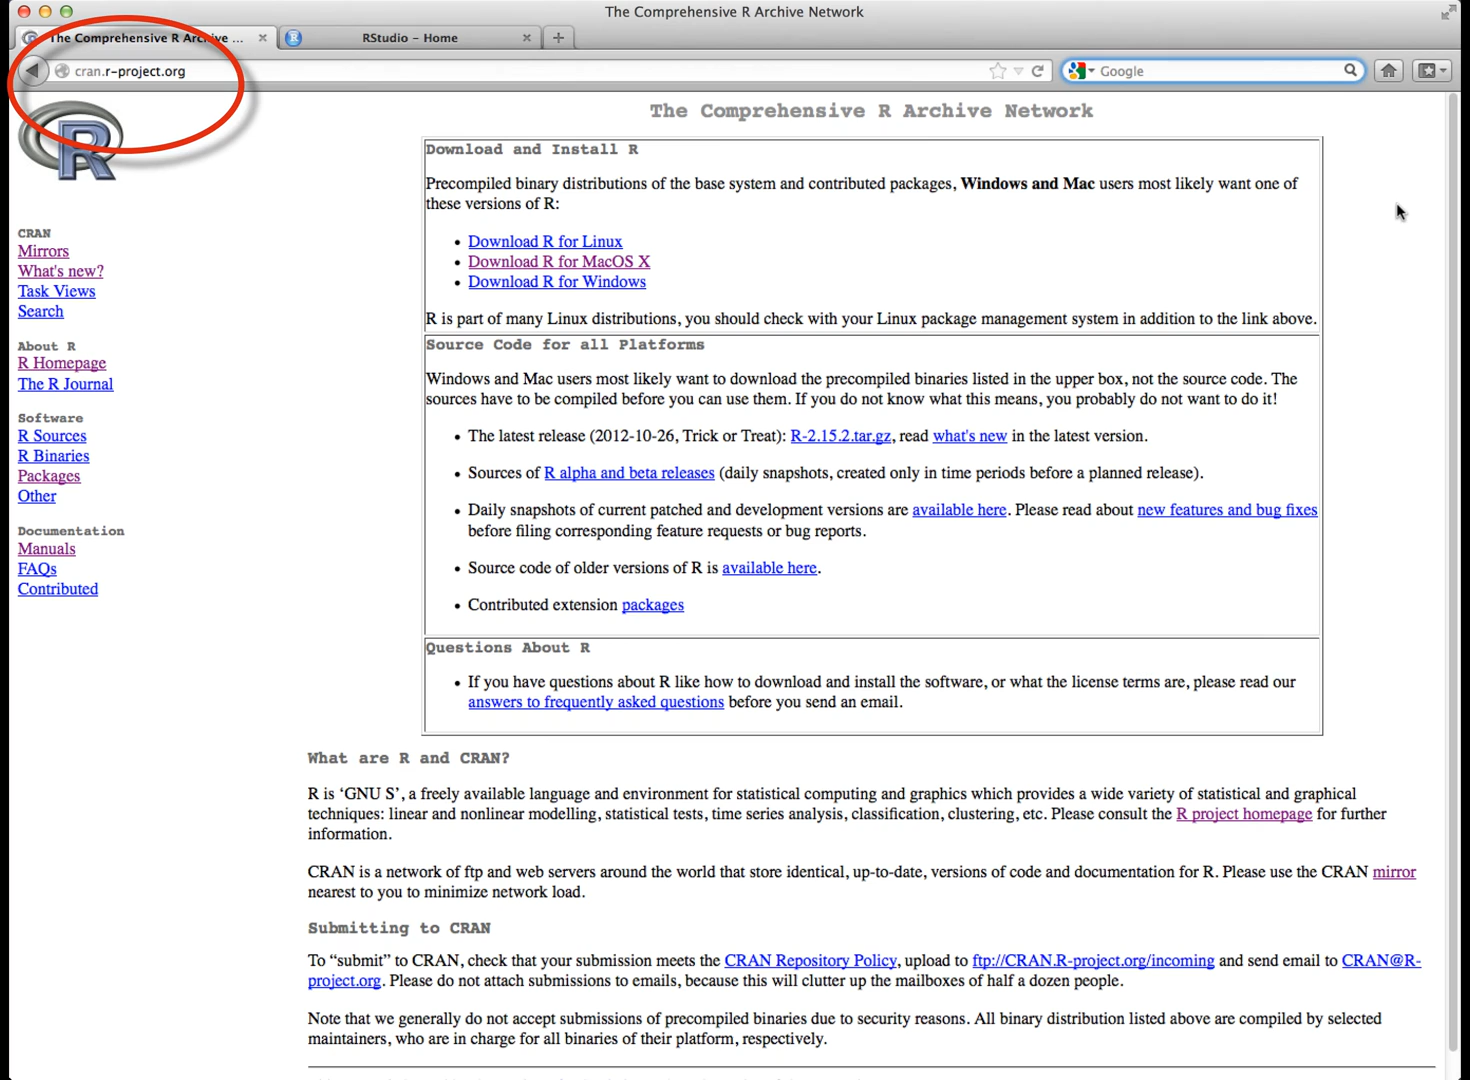 The Comprehensive R Archive Network
The Comprehensive R Archive ...
RStudio - Home
cran.r-project.org
Google
R
The Comprehensive R Archive Network
CRAN
Mirrors
What's new?
Task Views
Search
About R
R Homepage
The R Journal
Software
R Sources
R Binaries
Packages
Other
Documentation
Manuals
FAQs
Contributed
Download and Install R
Precompiled binary distributions of the base system and contributed packages, Windows and Mac users most likely want one of
these versions of R:
• Download R for Linux
• Download R for MacOS X
• Download R for Windows
R is part of many Linux distributions, you should check with your Linux package management system in addition to the link above.
Source Code for all Platforms
Windows and Mac users most likely want to download the precompiled binaries listed in the upper box, not the source code. The
sources have to be compiled before you can use them. If you do not know what this means, you probably do not want to do it!
• The latest release (2012-10-26, Trick or Treat): R-2.15.2.tar.gz, read what's new in the latest version.
• Sources of R alpha and beta releases (daily snapshots, created only in time periods before a planned release).
• Daily snapshots of current patched and development versions are available here. Please read about new features and bug fixes
before filing corresponding feature requests or bug reports.
• Source code of older versions of R is available here.
• Contributed extension packages
Questions About R
• If you have questions about R like how to download and install the software, or what the license terms are, please read our
answers to frequently asked questions before you send an email.
What are R and CRAN?
R is ‘GNU S’, a freely available language and environment for statistical computing and graphics which provides a wide variety of statistical and graphical
techniques: linear and nonlinear modelling, statistical tests, time series analysis, classification, clustering, etc. Please consult the R project homepage for further
information.
CRAN is a network of ftp and web servers around the world that store identical, up-to-date, versions of code and documentation for R. Please use the CRAN mirror
nearest to you to minimize network load.
Submitting to CRAN
To “submit” to CRAN, check that your submission meets the CRAN Repository Policy, upload to ftp://CRAN.R-project.org/incoming and send email to CRAN@R-
project.org. Please do not attach submissions to emails, because this will clutter up the mailboxes of half a dozen people.
Note that we generally do not accept submissions of precompiled binaries due to security reasons. All binary distribution listed above are compiled by selected
maintainers, who are in charge for all binaries of their platform, respectively.